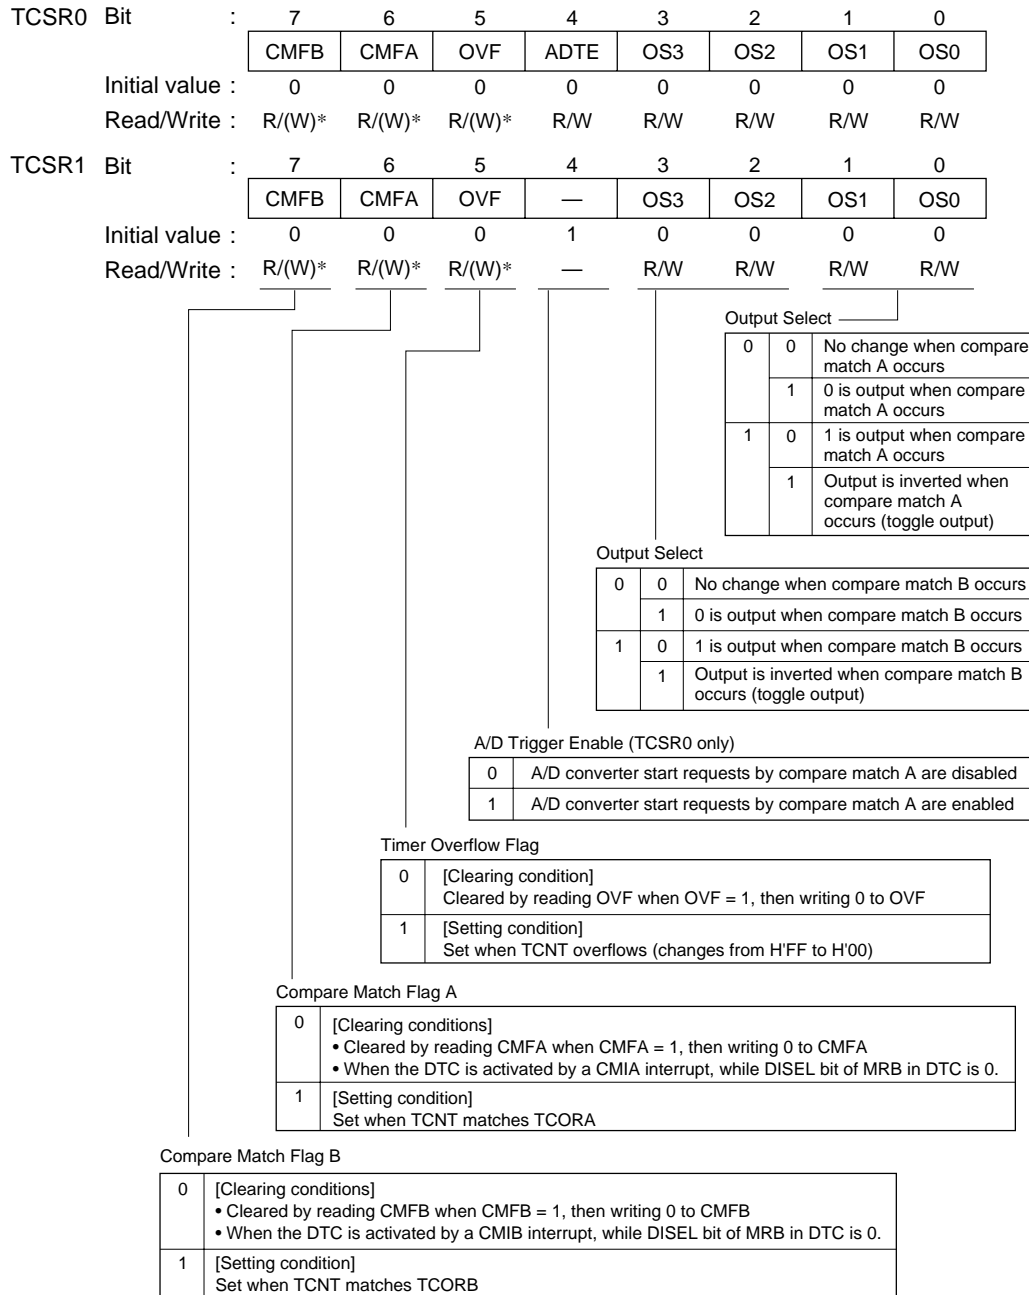 TCSR0 Bit : 7 6 5 4 3 2 1 0
CMFB CMFA OVF ADTE OS3 OS2 OS1 OS0
Initial value : 0 0 0 0 0 0 0 0
Read/Write : R/(W)* R/(W)* R/(W)* R/W R/W R/W R/W R/W
TCSR1 Bit : 7 6 5 4 3 2 1 0
CMFB CMFA OVF — OS3 OS2 OS1 OS0
Initial value : 0 0 0 1 0 0 0 0
Read/Write : R/(W)* R/(W)* R/(W)* — R/W R/W R/W R/W
Output Select
0 0 No change when compare
match A occurs
1 0 is output when compare
match A occurs
1 0 1 is output when compare
match A occurs
1 Output is inverted when
compare match A
occurs (toggle output)
Output Select
0 0 No change when compare match B occurs
1 0 is output when compare match B occurs
1 0 1 is output when compare match B occurs
1 Output is inverted when compare match B
occurs (toggle output)
A/D Trigger Enable (TCSR0 only)
0 A/D converter start requests by compare match A are disabled
1 A/D converter start requests by compare match A are enabled
Timer Overflow Flag
0 [Clearing condition]
Cleared by reading OVF when OVF = 1, then writing 0 to OVF
1 [Setting condition]
Set when TCNT overflows (changes from H'FF to H'00)
Compare Match Flag A
0 [Clearing conditions]
• Cleared by reading CMFA when CMFA = 1, then writing 0 to CMFA
• When the DTC is activated by a CMIA interrupt, while DISEL bit of MRB in DTC is 0.
1 [Setting condition]
Set when TCNT matches TCORA
Compare Match Flag B
0 [Clearing conditions]
• Cleared by reading CMFB when CMFB = 1, then writing 0 to CMFB
• When the DTC is activated by a CMIB interrupt, while DISEL bit of MRB in DTC is 0.
1 [Setting condition]
Set when TCNT matches TCORB